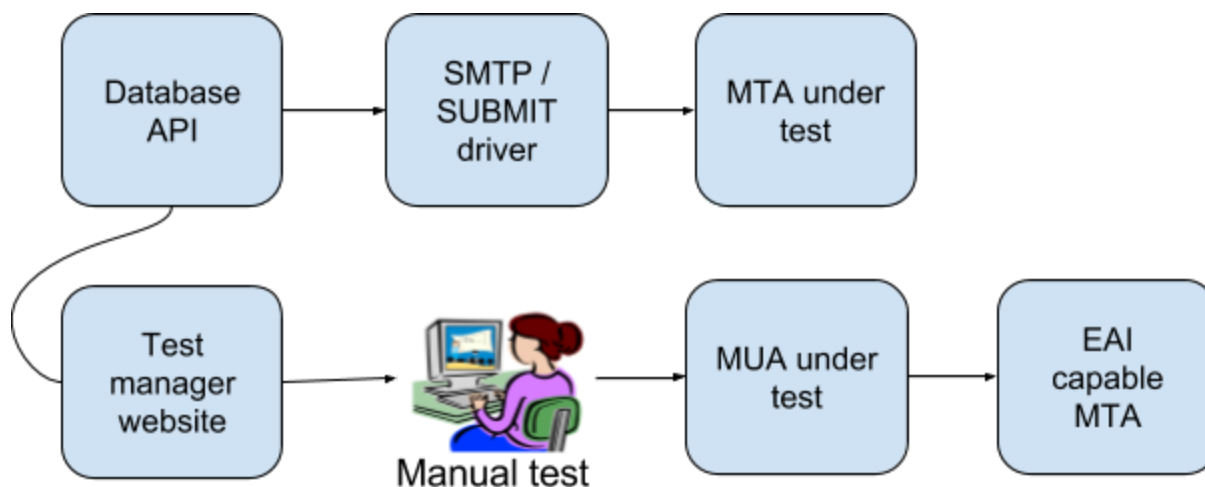 Database
API
SMTP /
SUBMIT
driver
MTA under
test
Test
manager
website
Manual test
MUA under
test
EAI
capable
MTA